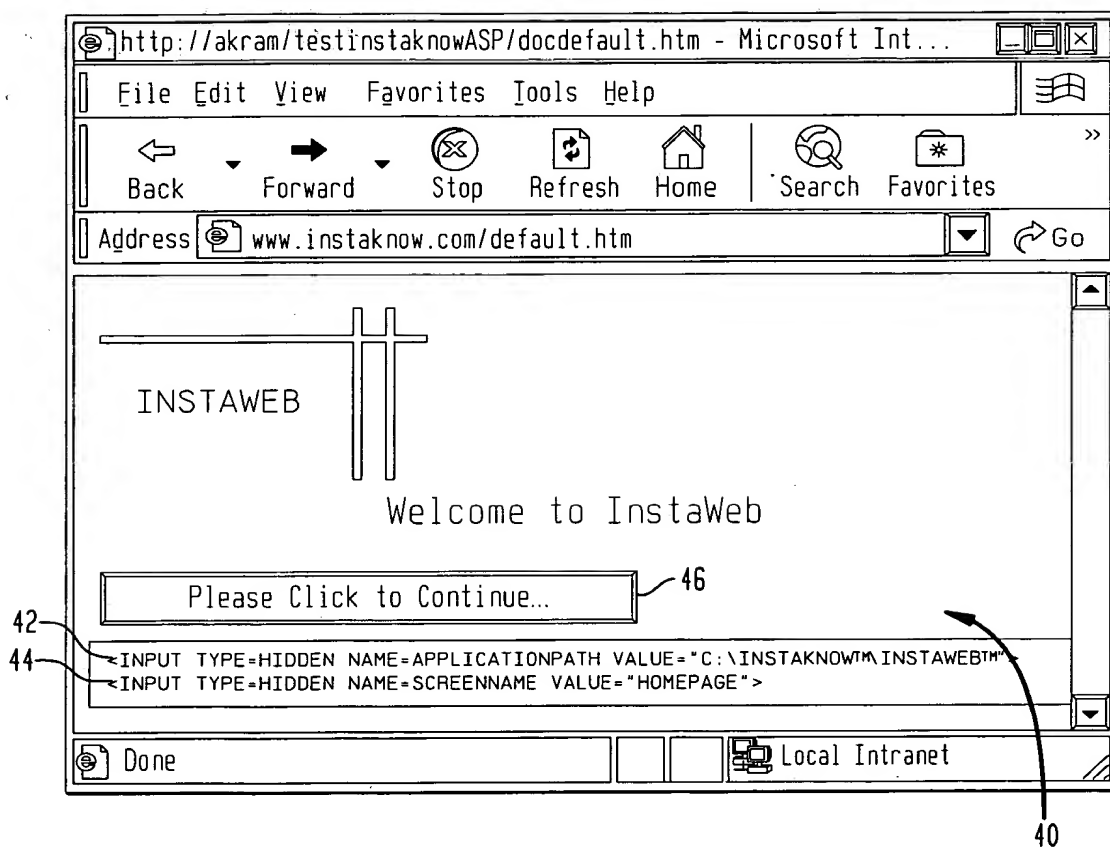 http://akram/testinstaknowASP/docdefault.htm - Microsoft Int...
File Edit View Favorites Tools Help
Back Forward Stop Refresh Home Search Favorites »
Address www.instaknow.com/default.htm Go
INSTAWEB
Welcome to InstaWeb
Please Click to Continue... 46
42 <INPUT TYPE=HIDDEN NAME=APPLICATIONPATH VALUE="C:\INSTAKNOW™\INSTAWEB™">
44 <INPUT TYPE=HIDDEN NAME=SCREENNAME VALUE="HOMEPAGE">
Done Local Intranet
40